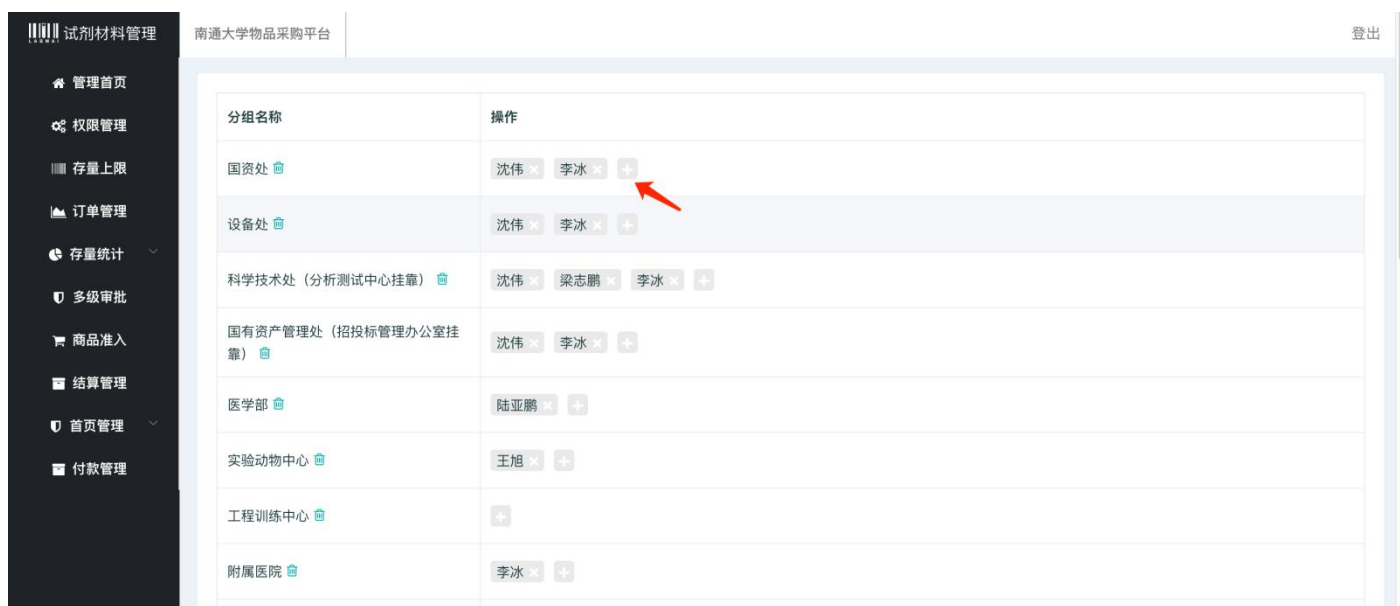 LABMAI 试剂材料管理
南通大学物品采购平台
登出
管理首页
权限管理
存量上限
订单管理
存量统计
多级审批
商品准入
结算管理
首页管理
付款管理
分组名称 操作
国资处 沈伟 × 李冰 × +
设备处 沈伟 × 李冰 × +
科学技术处（分析测试中心挂靠） 沈伟 × 梁志鹏 × 李冰 × +
国有资产管理处（招投标管理办公室挂
靠） 沈伟 × 李冰 × +
医学部 陆亚鹏 × +
实验动物中心 王旭 × +
工程训练中心 +
附属医院 李冰 × +